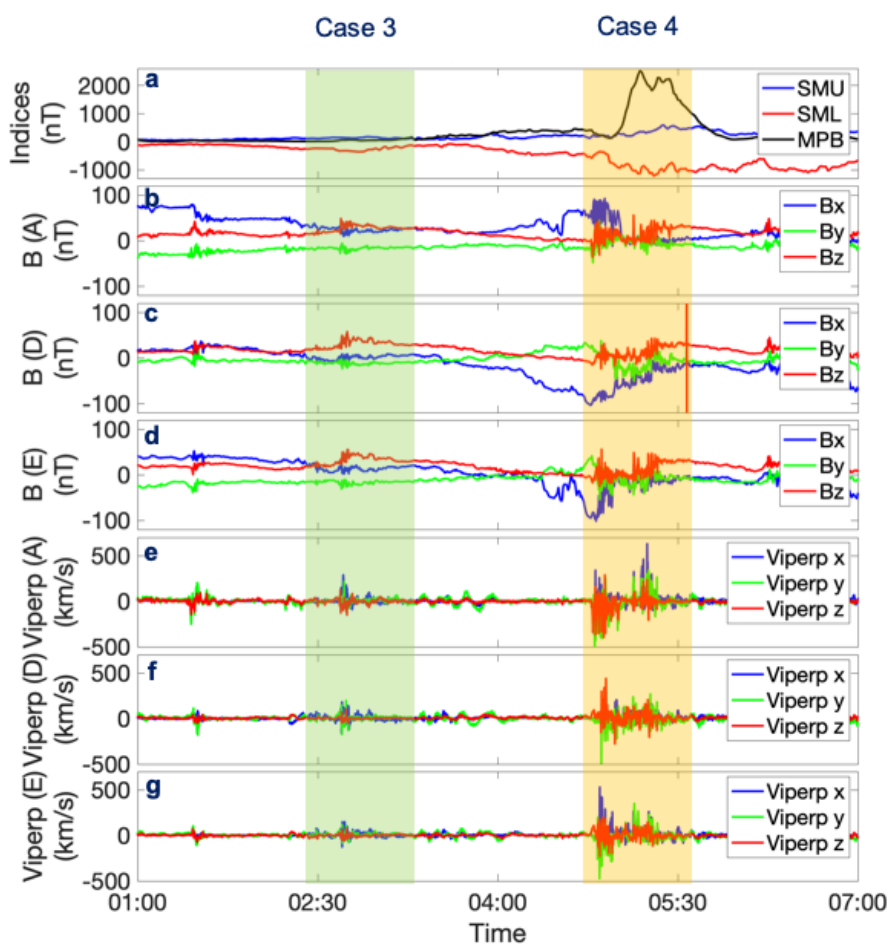 Case 3 Case 4
a
2000
1000
0
-1000
Indices
(nT)
SMU
SML
MPB
b
100
0
-100
B (A)
(nT)
Bx
By
Bz
c
100
0
-100
B (D)
(nT)
Bx
By
Bz
d
100
0
-100
B (E)
(nT)
Bx
By
Bz
e
500
0
-500
Viperp (A)
(km/s)
Viperp x
Viperp y
Viperp z
f
500
0
-500
Viperp (D)
(km/s)
Viperp x
Viperp y
Viperp z
g
500
0
-500
Viperp (E)
(km/s)
Viperp x
Viperp y
Viperp z
01:00 02:30 04:00 05:30 07:00
Time